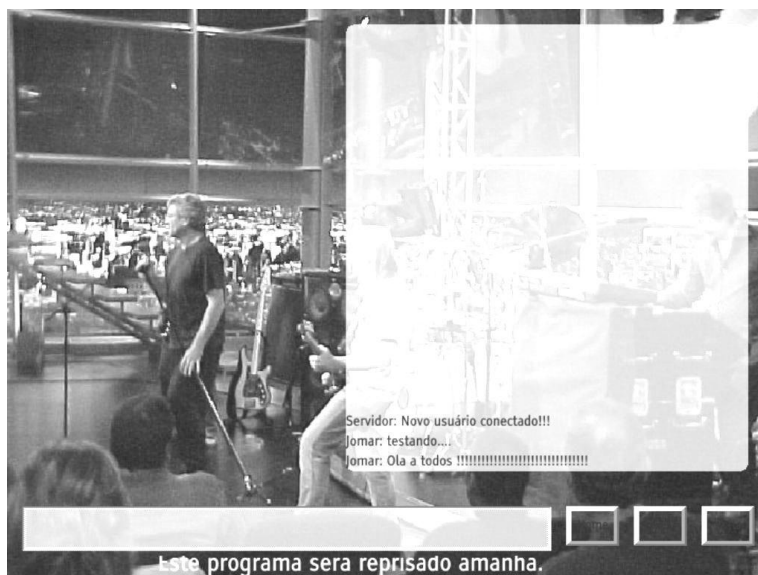 Servidor: Novo usuário conectado!!!
Jomar: testando....
Jomar: Ola a todos !!!!!!!!!!!!!!!!!!!!!!!!!!!!!!!!
Este programa sera reprisado amanha.